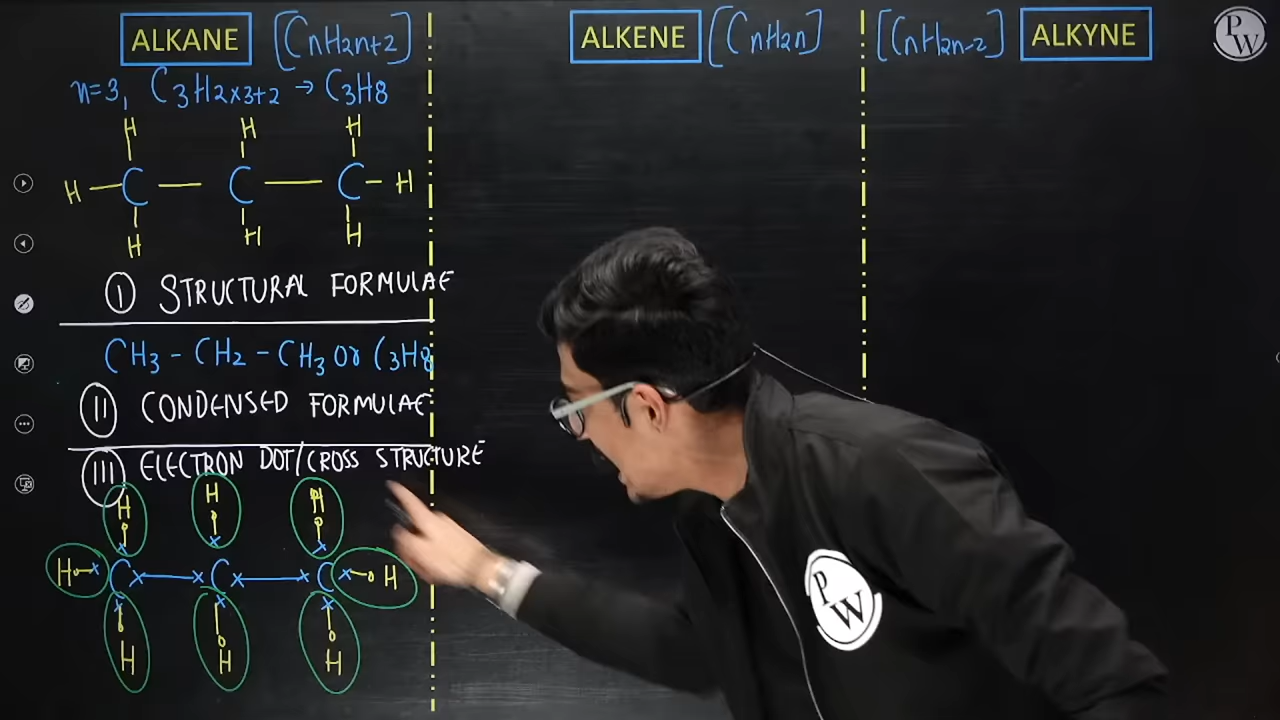 ALKANE [CnH2n+2]
ALKENE [CnH2n]
[CnH2n-2] ALKYNE
PW
n=3, C3H2x3+2 → C3H8
H H H
H — C — C — C — H
H H H
I STRUCTURAL FORMULAE
CH3 - CH2 - CH3 Or C3H8
II CONDENSED FORMULAE
III ELECTRON DOT/CROSS STRUCTURE
H H H
H C C C H
H H H
PW